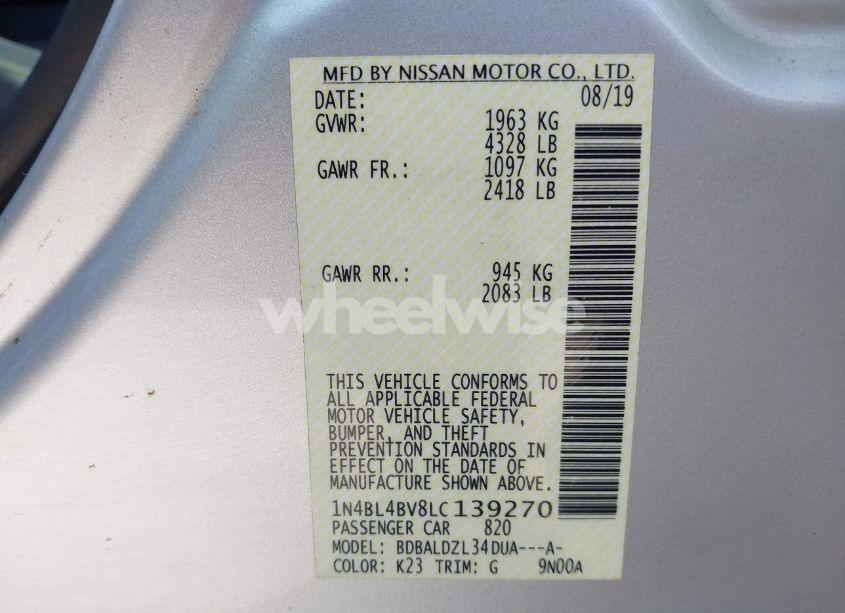 MFD BY NISSAN MOTOR CO., LTD.
DATE: 08/19
GVWR: 1963 KG
4328 LB
GAWR FR.: 1097 KG
2418 LB
GAWR RR.: 945 KG
2083 LB
wheelwise
THIS VEHICLE CONFORMS TO
ALL APPLICABLE FEDERAL
MOTOR VEHICLE SAFETY,
BUMPER, AND THEFT
PREVENTION STANDARDS IN
EFFECT ON THE DATE OF
MANUFACTURE SHOWN ABOVE.
1N4BL4BV8LC139270
PASSENGER CAR 820
MODEL: BDBALDZL34DUA---A-
COLOR: K23 TRIM: G 9N00A